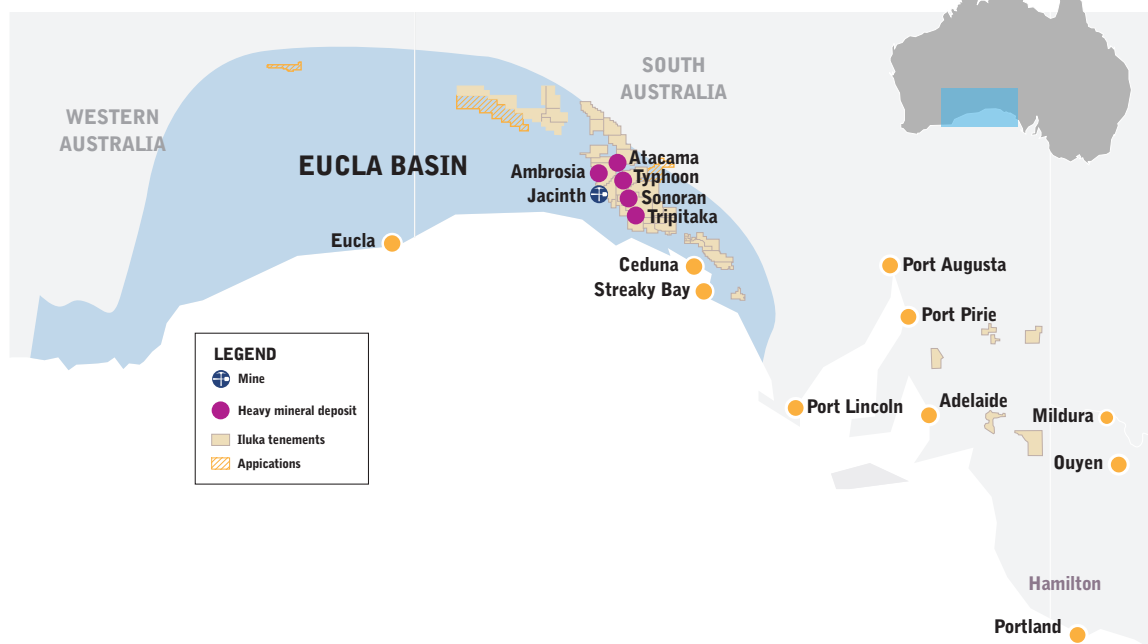 SOUTH
AUSTRALIA
WESTERN
AUSTRALIA
EUCLA BASIN
Atacama
Ambrosia
Typhoon
Jacinth
Sonoran
Tripitaka
Eucla
Ceduna
Streaky Bay
Port Augusta
Port Pirie
LEGEND
Mine
Heavy mineral deposit
Iluka tenements
Appications
Port Lincoln
Adelaide
Mildura
Ouyen
Hamilton
Portland